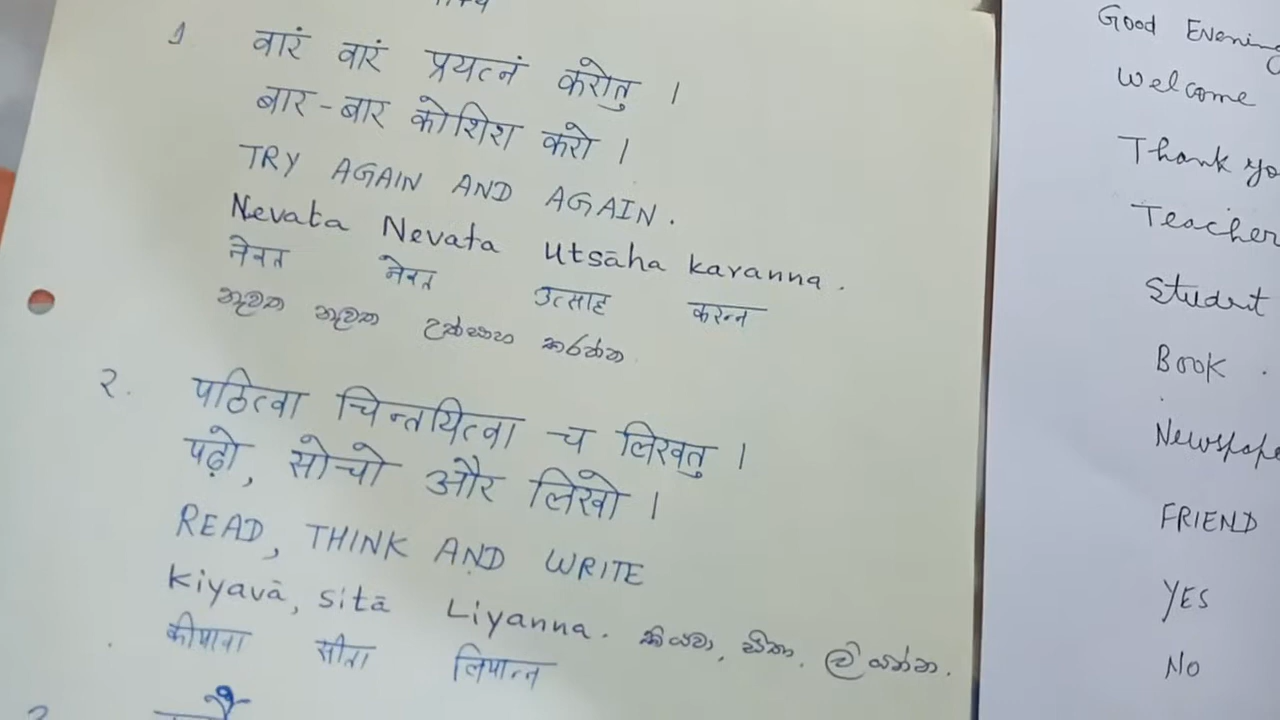 1 वारं वारं प्रयत्नं करोतु ।
बार-बार कोशिश करो ।
TRY AGAIN AND AGAIN.
Nevata Nevata Utsāha karanna.
नेवत नेवत उत्साह करन्न
නැවත නැවත උත්සාහ කරන්න
२. पठित्वा चिन्तयित्वा च लिखतु ।
पढ़ो, सोचो और लिखो ।
READ, THINK AND WRITE
Kiyavā, sitā Liyanna. කියවා, සිතා, ලියන්න.
कीयावा सीता लियान्न
Good Evening
Welcome
Thank yo
Teacher
Student
Book.
Newspape
FRIEND
YES
NO